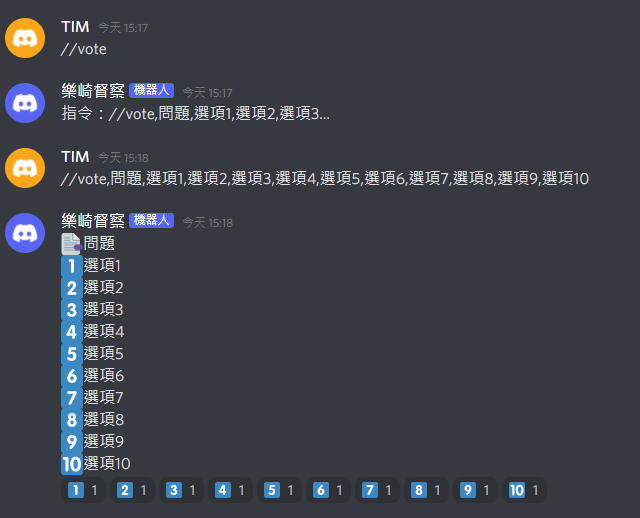 TIM 今天 15:17
//vote
樂崎督察 機器人 今天 15:17
指令：//vote,問題,選項1,選項2,選項3...
TIM 今天 15:18
//vote,問題,選項1,選項2,選項3,選項4,選項5,選項6,選項7,選項8,選項9,選項10
樂崎督察 機器人 今天 15:18
問題
1 選項1
2 選項2
3 選項3
4 選項4
5 選項5
6 選項6
7 選項7
8 選項8
9 選項9
10 選項10
1 1 2 1 3 1 4 1 5 1 6 1 7 1 8 1 9 1 10 1